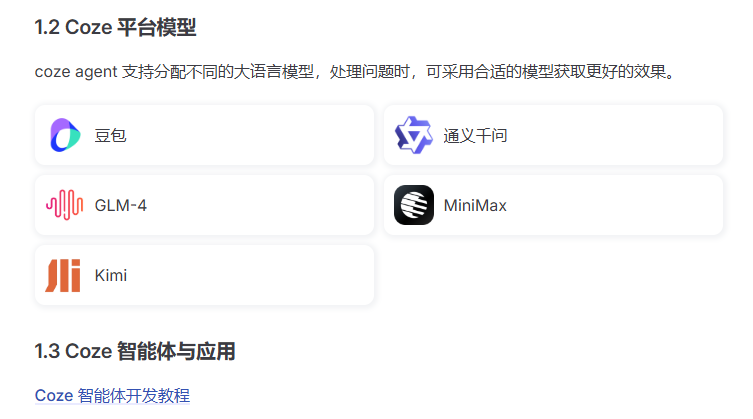 1.2 Coze 平台模型
coze agent 支持分配不同的大语言模型，处理问题时，可采用合适的模型获取更好的效果。
豆包
通义千问
GLM-4
MiniMax
Kimi
1.3 Coze 智能体与应用
Coze 智能体开发教程